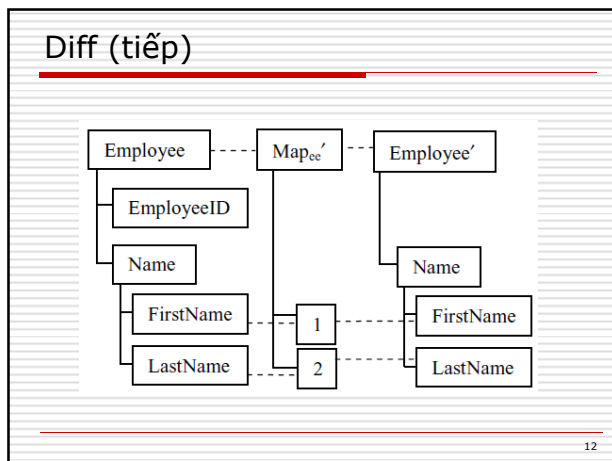 Diff (tiếp)
Employee
Mapee′
Employee′
EmployeeID
Name
Name
FirstName
1
FirstName
LastName
2
LastName
12